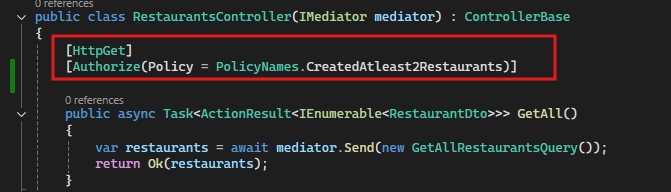 0 references
public class RestaurantsController(IMediator mediator) : ControllerBase
{
[HttpGet]
[Authorize(Policy = PolicyNames.CreatedAtleast2Restaurants)]
0 references
public async Task<ActionResult<IEnumerable<RestaurantDto>>> GetAll()
{
var restaurants = await mediator.Send(new GetAllRestaurantsQuery());
return Ok(restaurants);
}